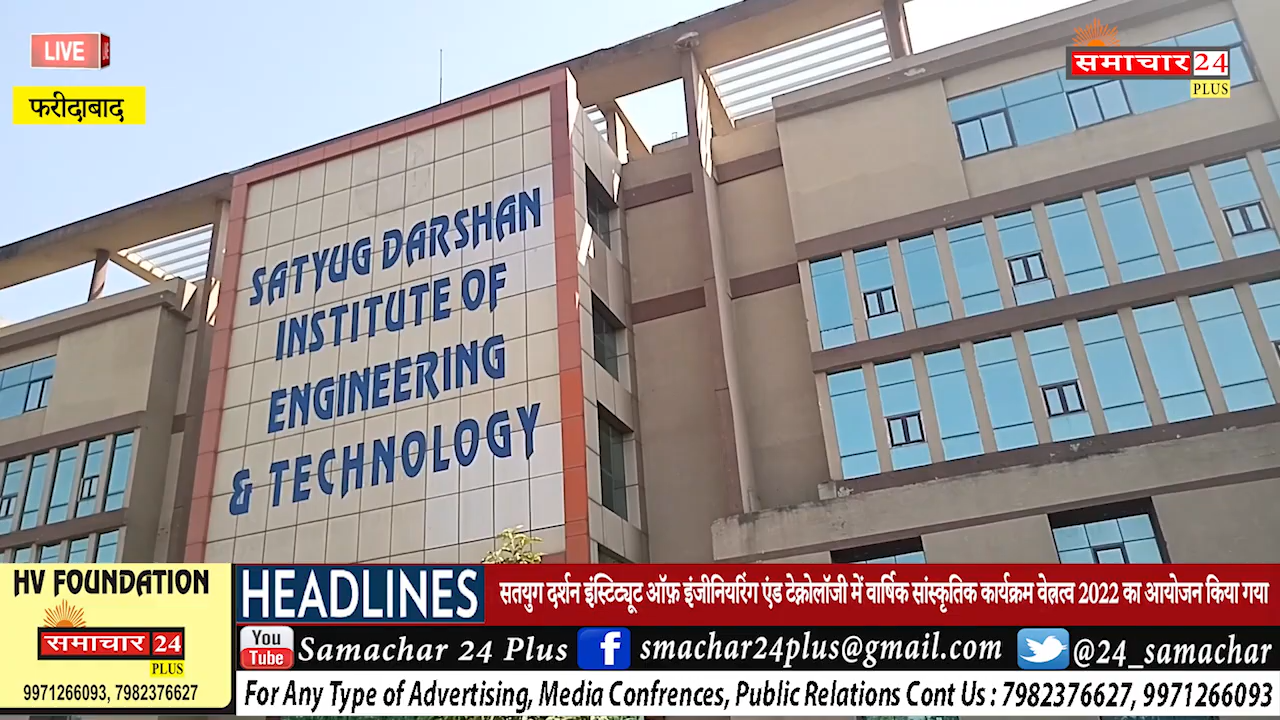 LIVE
फरीदाबाद
समाचार 24
PLUS
SATYUG DARSHAN
INSTITUTE OF
ENGINEERING
& TECHNOLOGY
HV FOUNDATION
समाचार 24
PLUS
9971266093, 7982376627
HEADLINES
सतयुग दर्शन इंस्टिट्यूट ऑफ़ इंजीनियरिंग एंड टेक्नोलॉजी में वार्षिक सांस्कृतिक कार्यक्रम वेलत्व 2022 का आयोजन किया गया
You Tube Samachar 24 Plus f smachar24plus@gmail.com @24_samachar
For Any Type of Advertising, Media Confrences, Public Relations Cont Us : 7982376627, 9971266093